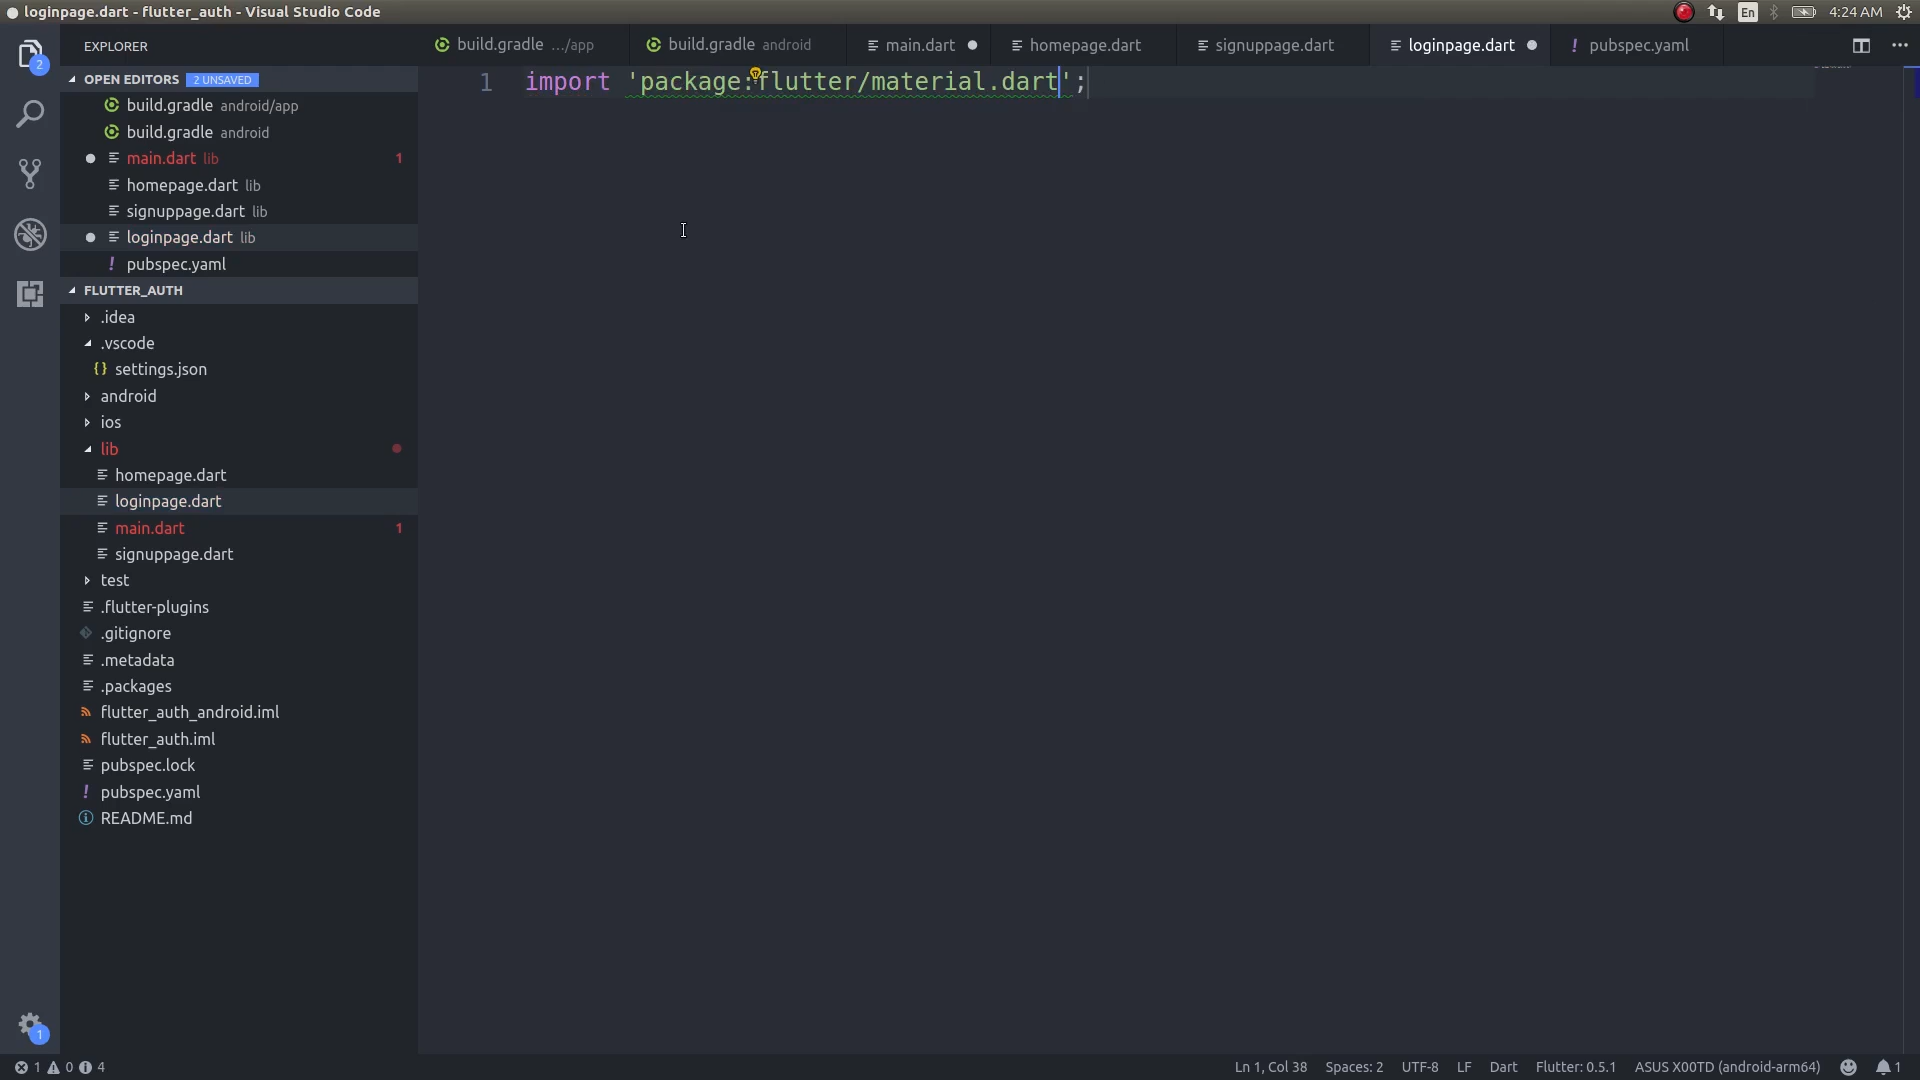 loginpage.dart - flutter_auth - Visual Studio Code
En
4:24 AM
2
EXPLORER
OPEN EDITORS 2 UNSAVED
build.gradle android/app
build.gradle android
main.dart lib 1
homepage.dart lib
signuppage.dart lib
loginpage.dart lib
! pubspec.yaml
FLUTTER_AUTH
.idea
.vscode
{} settings.json
android
ios
lib
homepage.dart
loginpage.dart
main.dart 1
signuppage.dart
test
.flutter-plugins
.gitignore
.metadata
.packages
flutter_auth_android.iml
flutter_auth.iml
pubspec.lock
! pubspec.yaml
README.md
1
build.gradle .../app
build.gradle android
main.dart
homepage.dart
signuppage.dart
loginpage.dart
! pubspec.yaml
1 import 'package:flutter/material.dart';
1 0 4
Ln 1, Col 38
Spaces: 2
UTF-8
LF
Dart
Flutter: 0.5.1
ASUS X00TD (android-arm64)
1